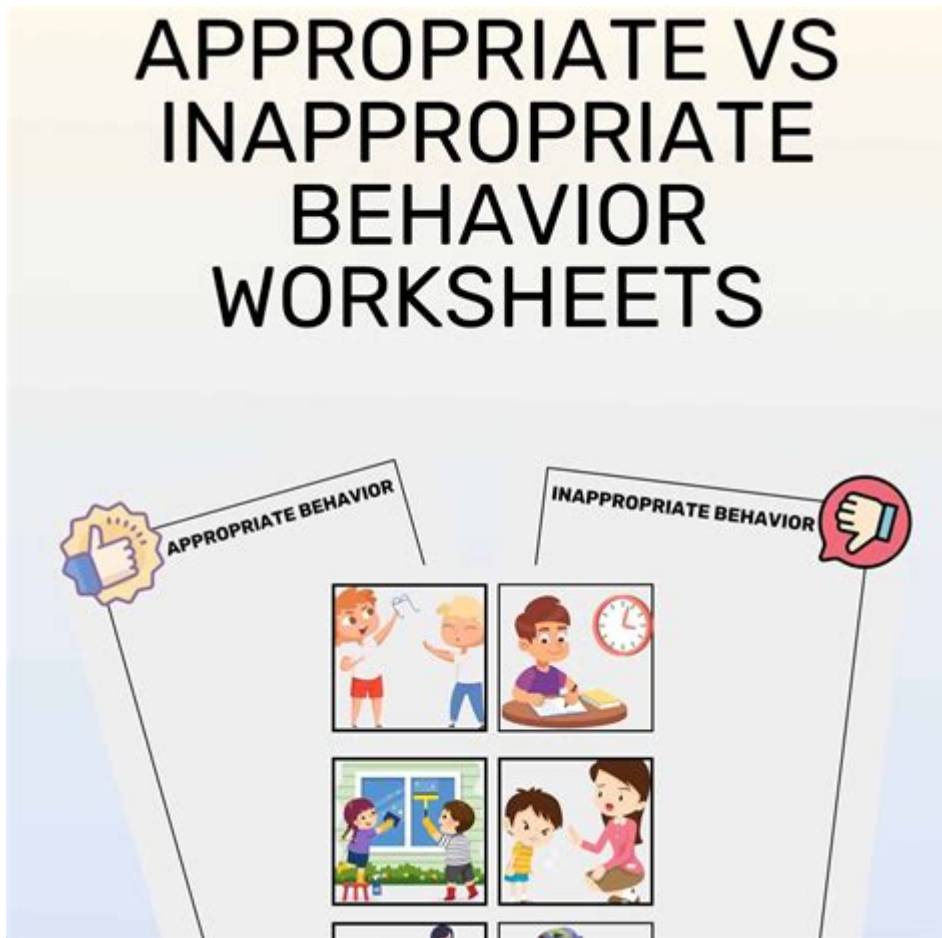 APPROPRIATE VS
INAPPROPRIATE
BEHAVIOR
WORKSHEETS
APPROPRIATE BEHAVIOR
INAPPROPRIATE BEHAVIOR